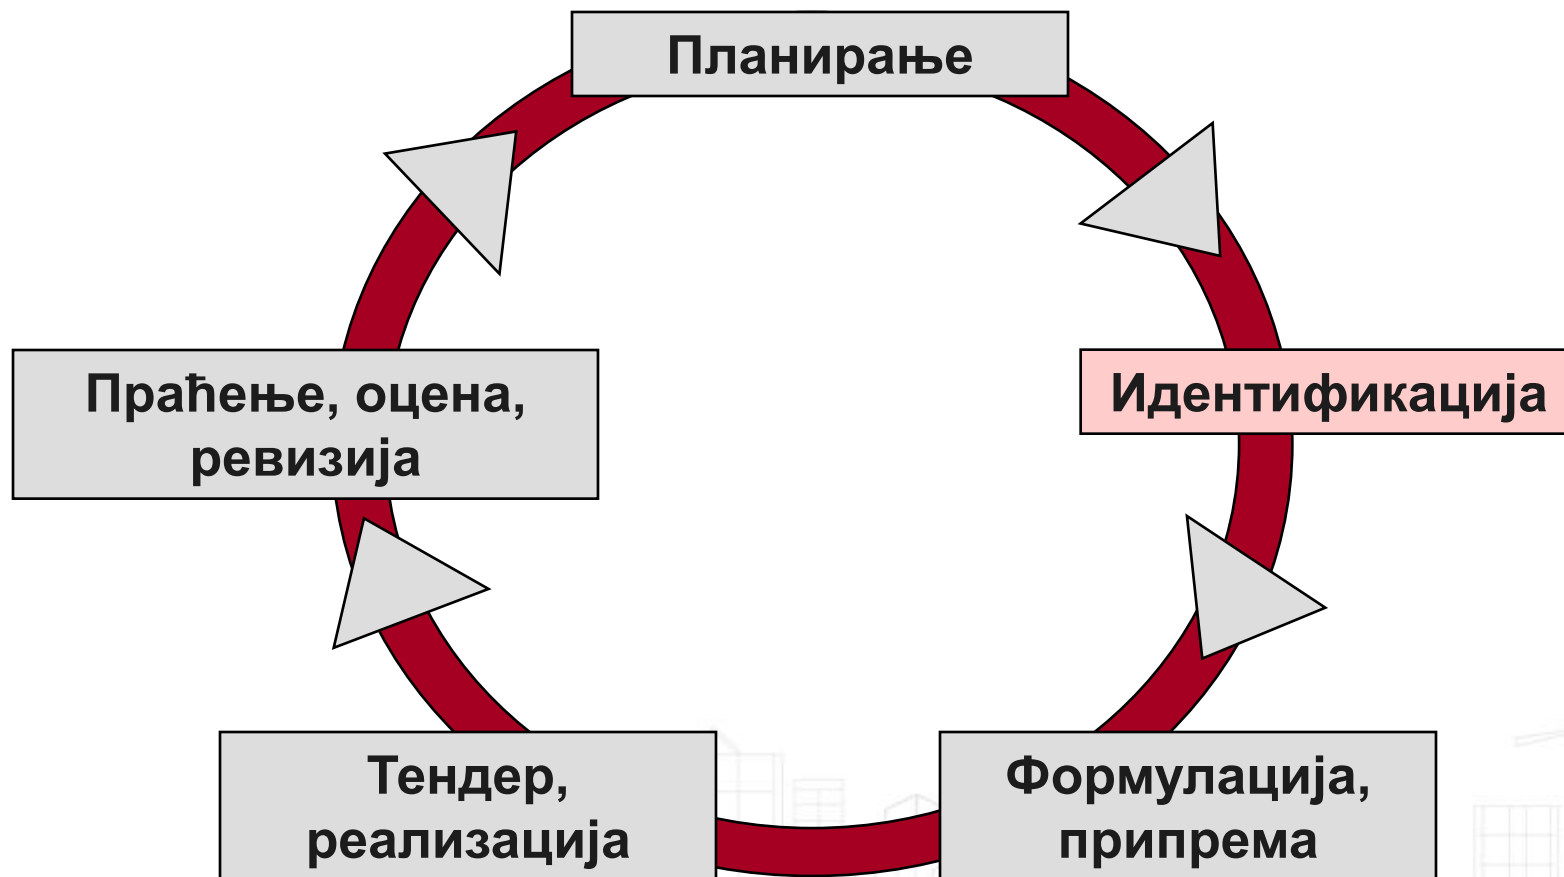 Планирање
Праћење, оцена,
ревизија
Идентификација
Тендер,
реализација
Формулација,
припрема